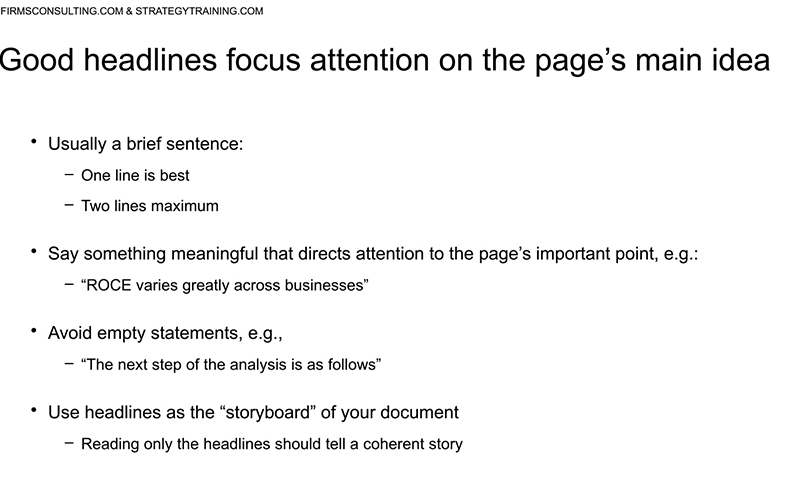 FIRMSCONSULTING.COM & STRATEGYTRAINING.COM
Good headlines focus attention on the page’s main idea
• Usually a brief sentence:
– One line is best
– Two lines maximum
• Say something meaningful that directs attention to the page’s important point, e.g.:
– “ROCE varies greatly across businesses”
• Avoid empty statements, e.g.,
– “The next step of the analysis is as follows”
• Use headlines as the “storyboard” of your document
– Reading only the headlines should tell a coherent story